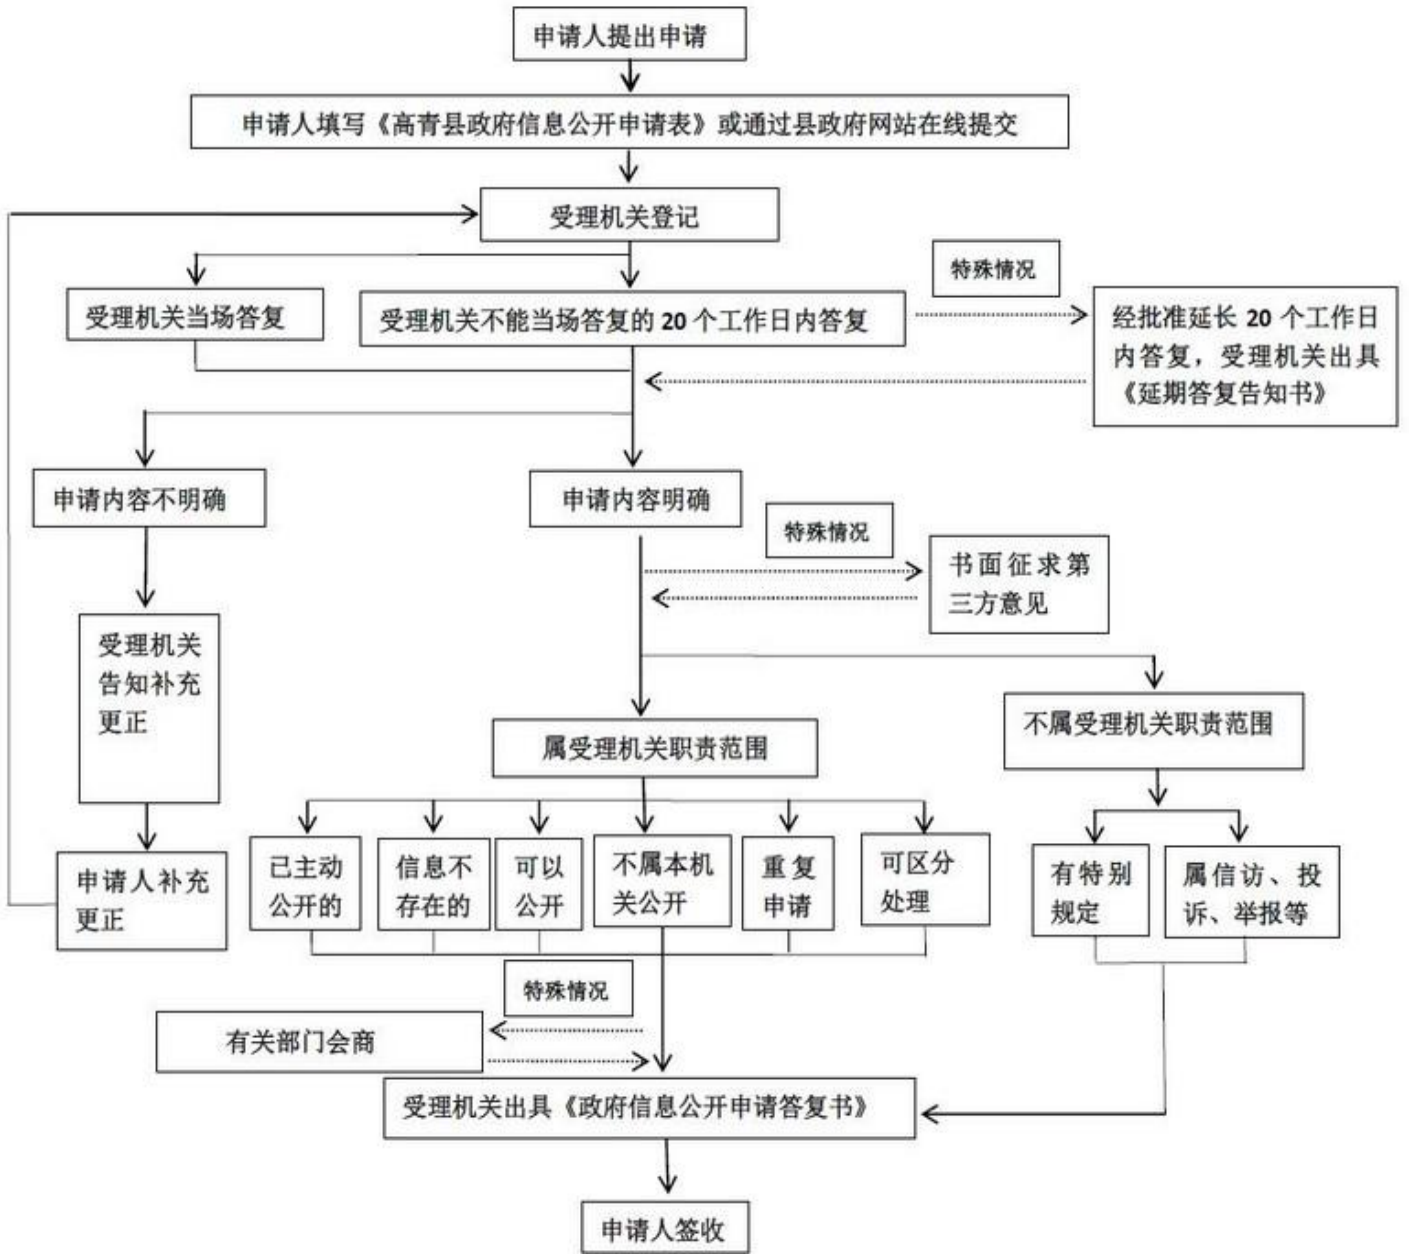 申请人提出申请
申请人填写《高青县政府信息公开申请表》或通过县政府网站在线提交
受理机关登记
特殊情况
受理机关当场答复
受理机关不能当场答复的 20 个工作日内答复
经批准延长 20 个工作日
内答复，受理机关出具
《延期答复告知书》
申请内容不明确
申请内容明确
特殊情况
书面征求第
三方意见
受理机关
告知补充
更正
属受理机关职责范围
不属受理机关职责范围
申请人补充
更正
已主动
公开的
信息不
存在的
可以
公开
不属本机
关公开
重复
申请
可区分
处理
有特别
规定
属信访、投
诉、举报等
特殊情况
有关部门会商
受理机关出具《政府信息公开申请答复书》
申请人签收